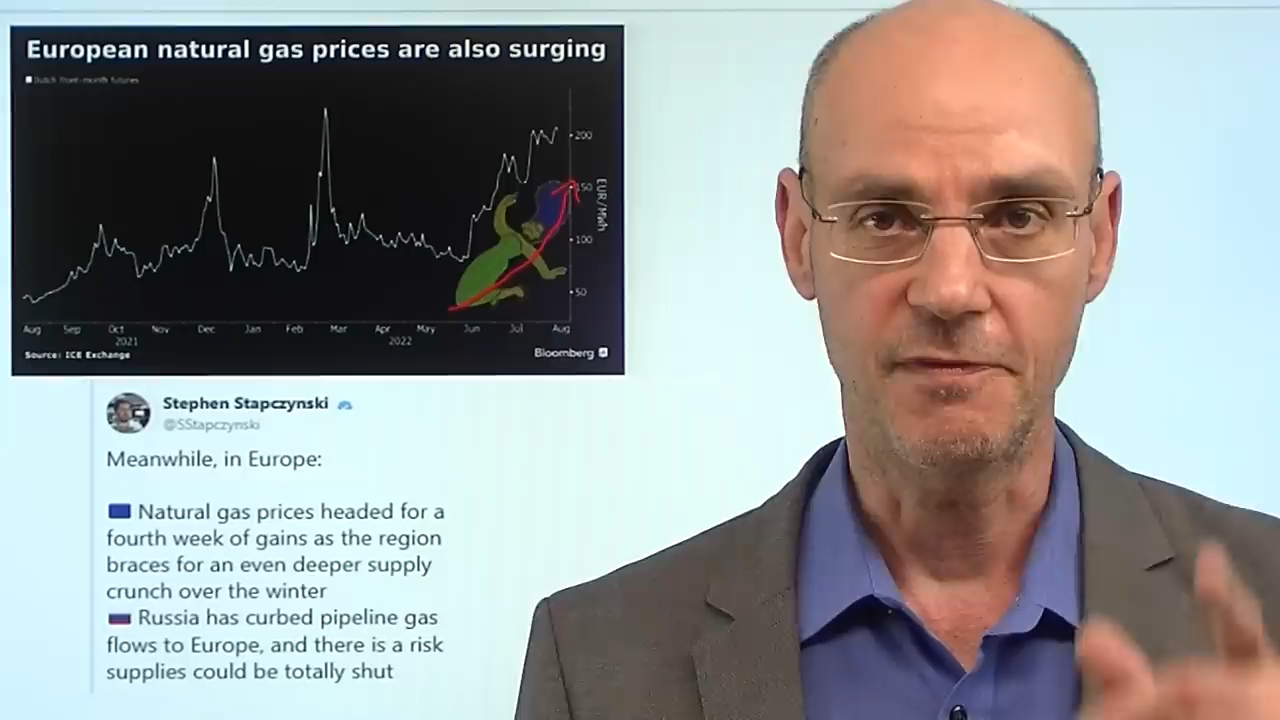 European natural gas prices are also surging
Dutch front-month futures
200
150
100
50
EUR/MWh
Aug Sep Oct Nov Dec Jan Feb Mar Apr May Jun Jul Aug
2021 2022
Source: ICE Exchange
Bloomberg
Stephen Stapczynski
@SStapczynski
Meanwhile, in Europe:
Natural gas prices headed for a
fourth week of gains as the region
braces for an even deeper supply
crunch over the winter
Russia has curbed pipeline gas
flows to Europe, and there is a risk
supplies could be totally shut